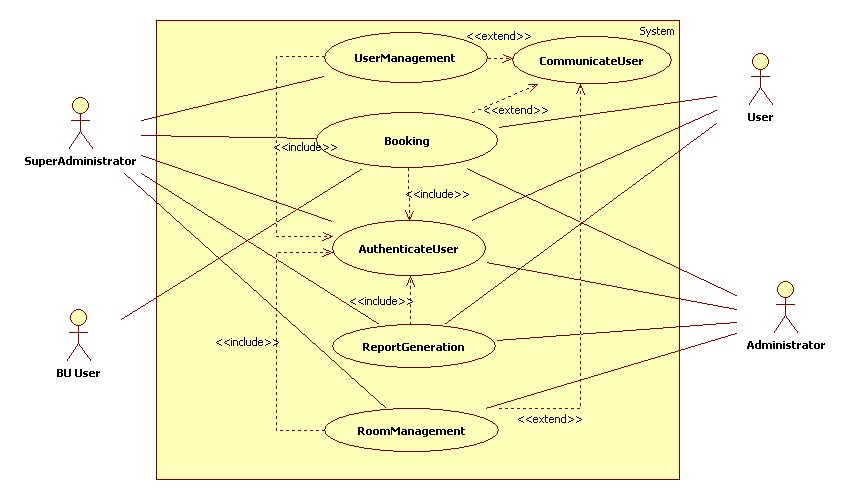 System
<<extend>>
UserManagement
CommunicateUser
<<extend>>
User
Booking
<<include>>
SuperAdministrator
<<include>>
AuthenticateUser
<<include>>
<<include>>
ReportGeneration
Administrator
BU User
<<extend>>
RoomManagement